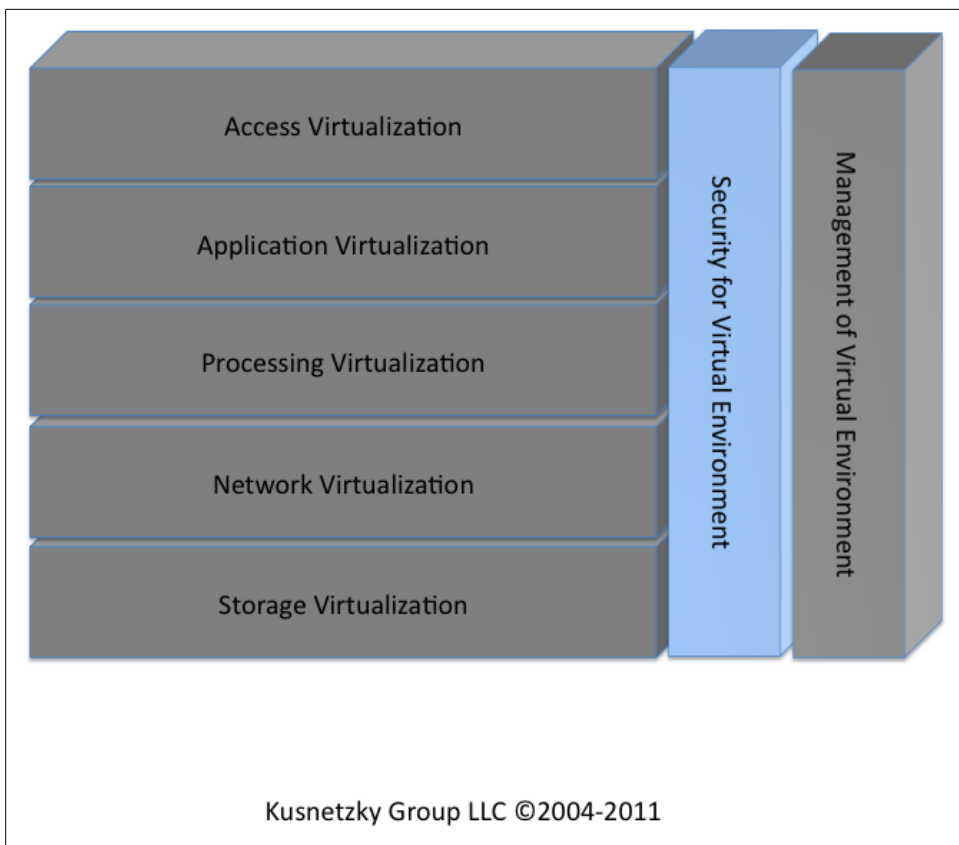 Access Virtualization
Application Virtualization
Processing Virtualization
Network Virtualization
Storage Virtualization
Security for Virtual Environment
Management of Virtual Environment
Kusnetzky Group LLC ©2004-2011